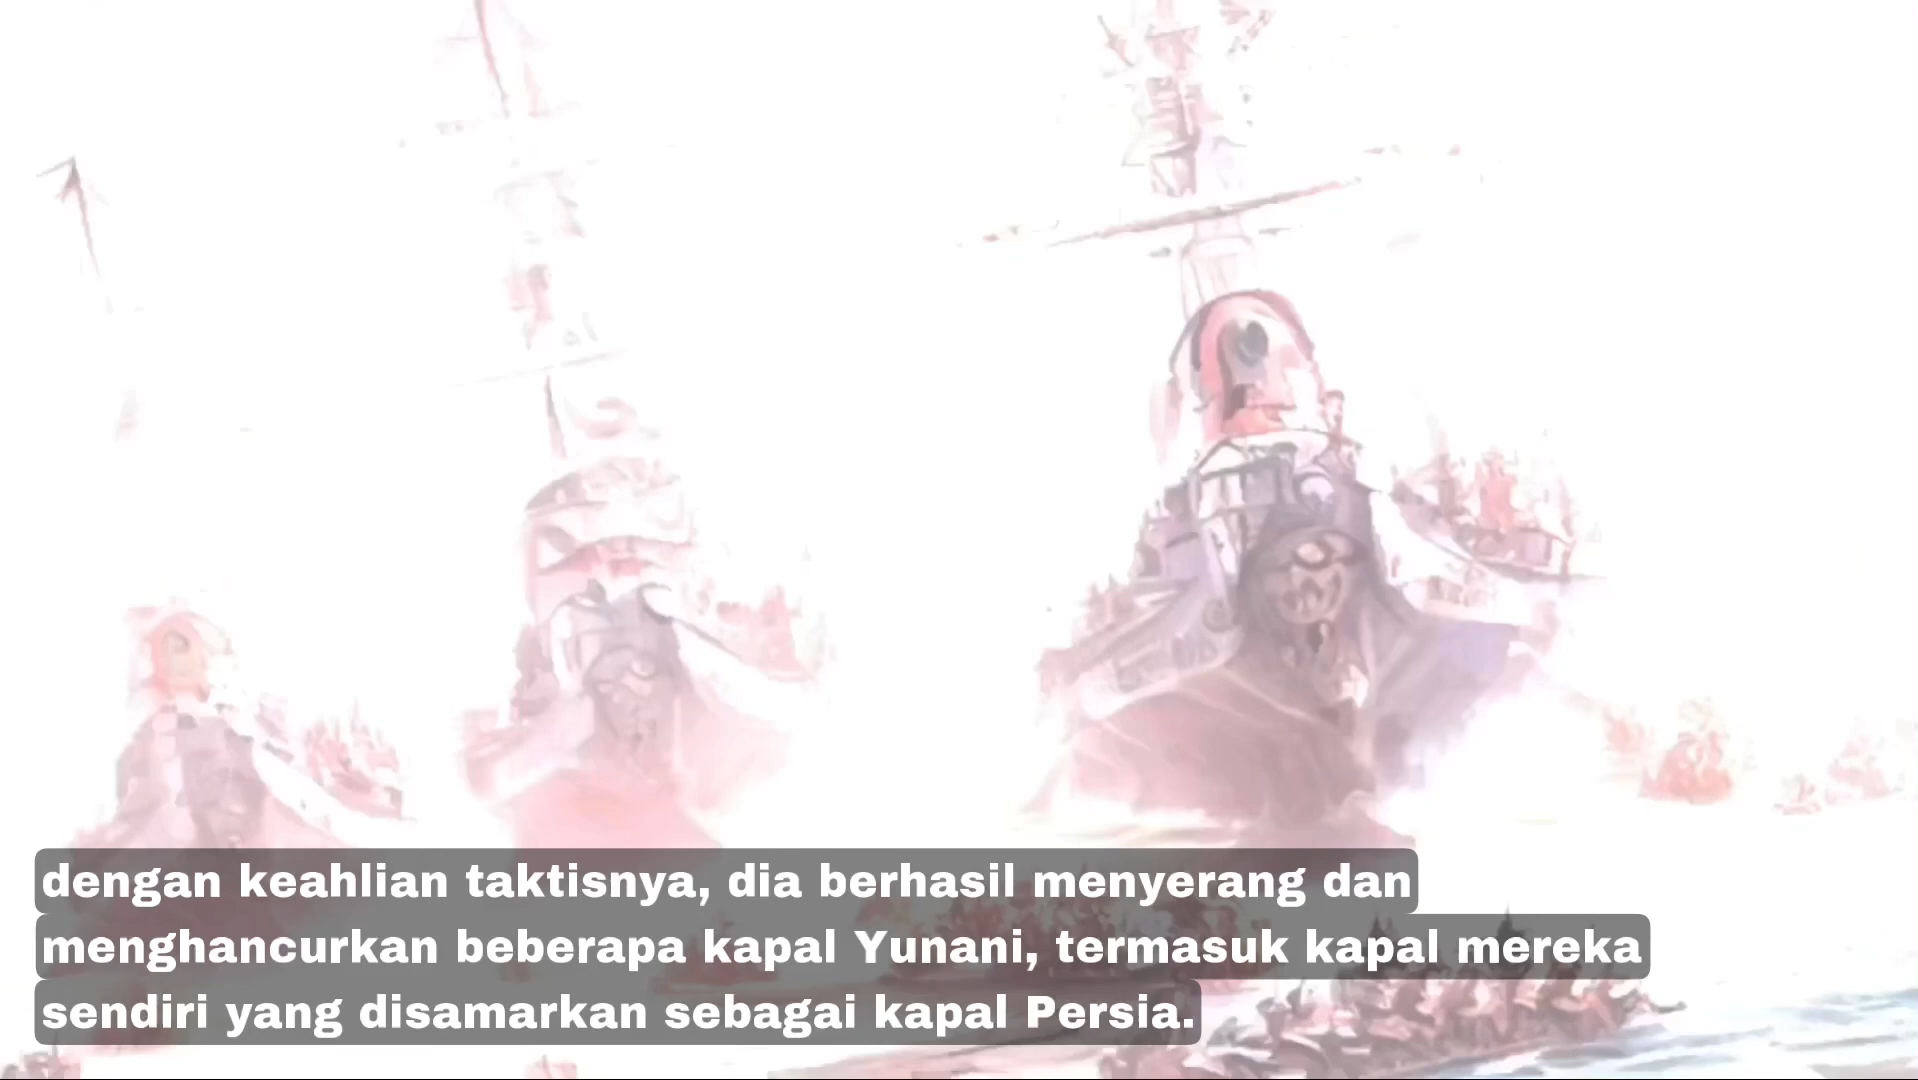 dengan keahlian taktisnya, dia berhasil menyerang dan
menghancurkan beberapa kapal Yunani, termasuk kapal mereka
sendiri yang disamarkan sebagai kapal Persia.